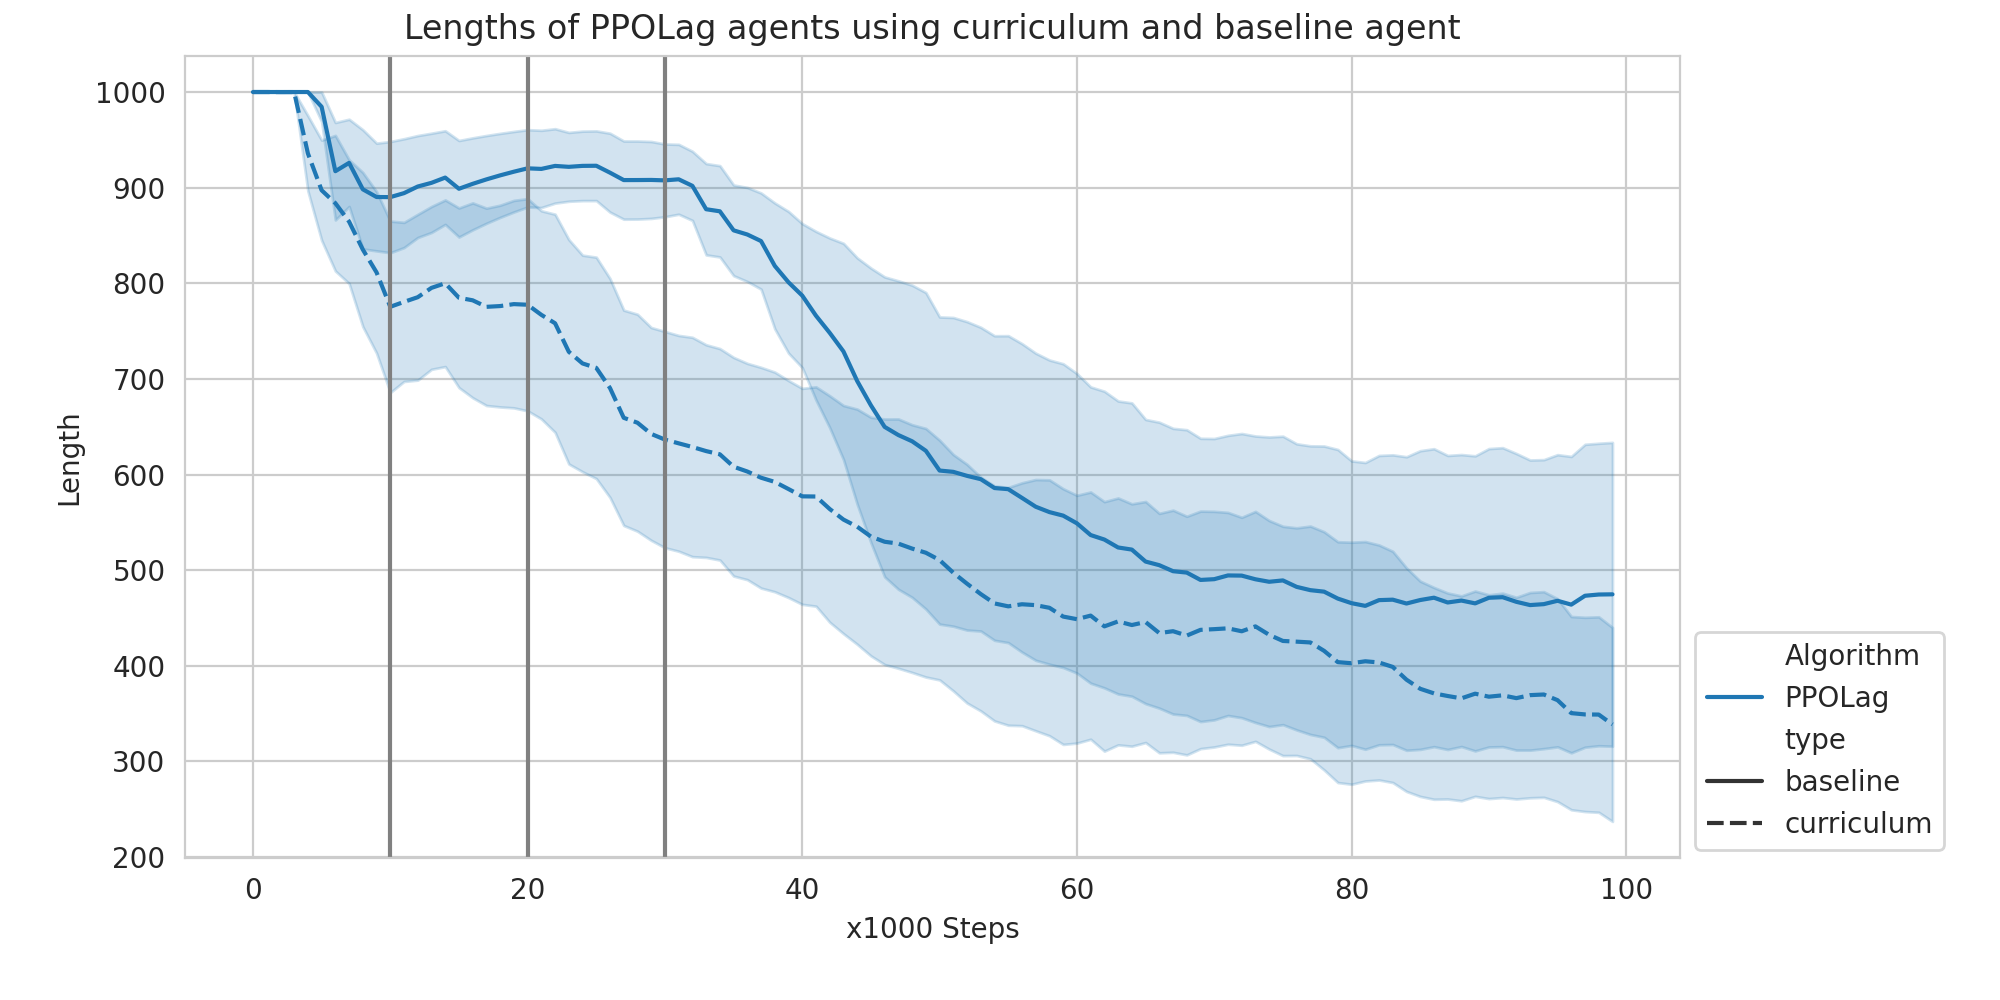 Lengths of PPOLag agents using curriculum and baseline agent
1000
900
800
700
600
500
400
300
200
Length
0 20 40 60 80 100
x1000 Steps
Algorithm
PPOLag
type
baseline
curriculum